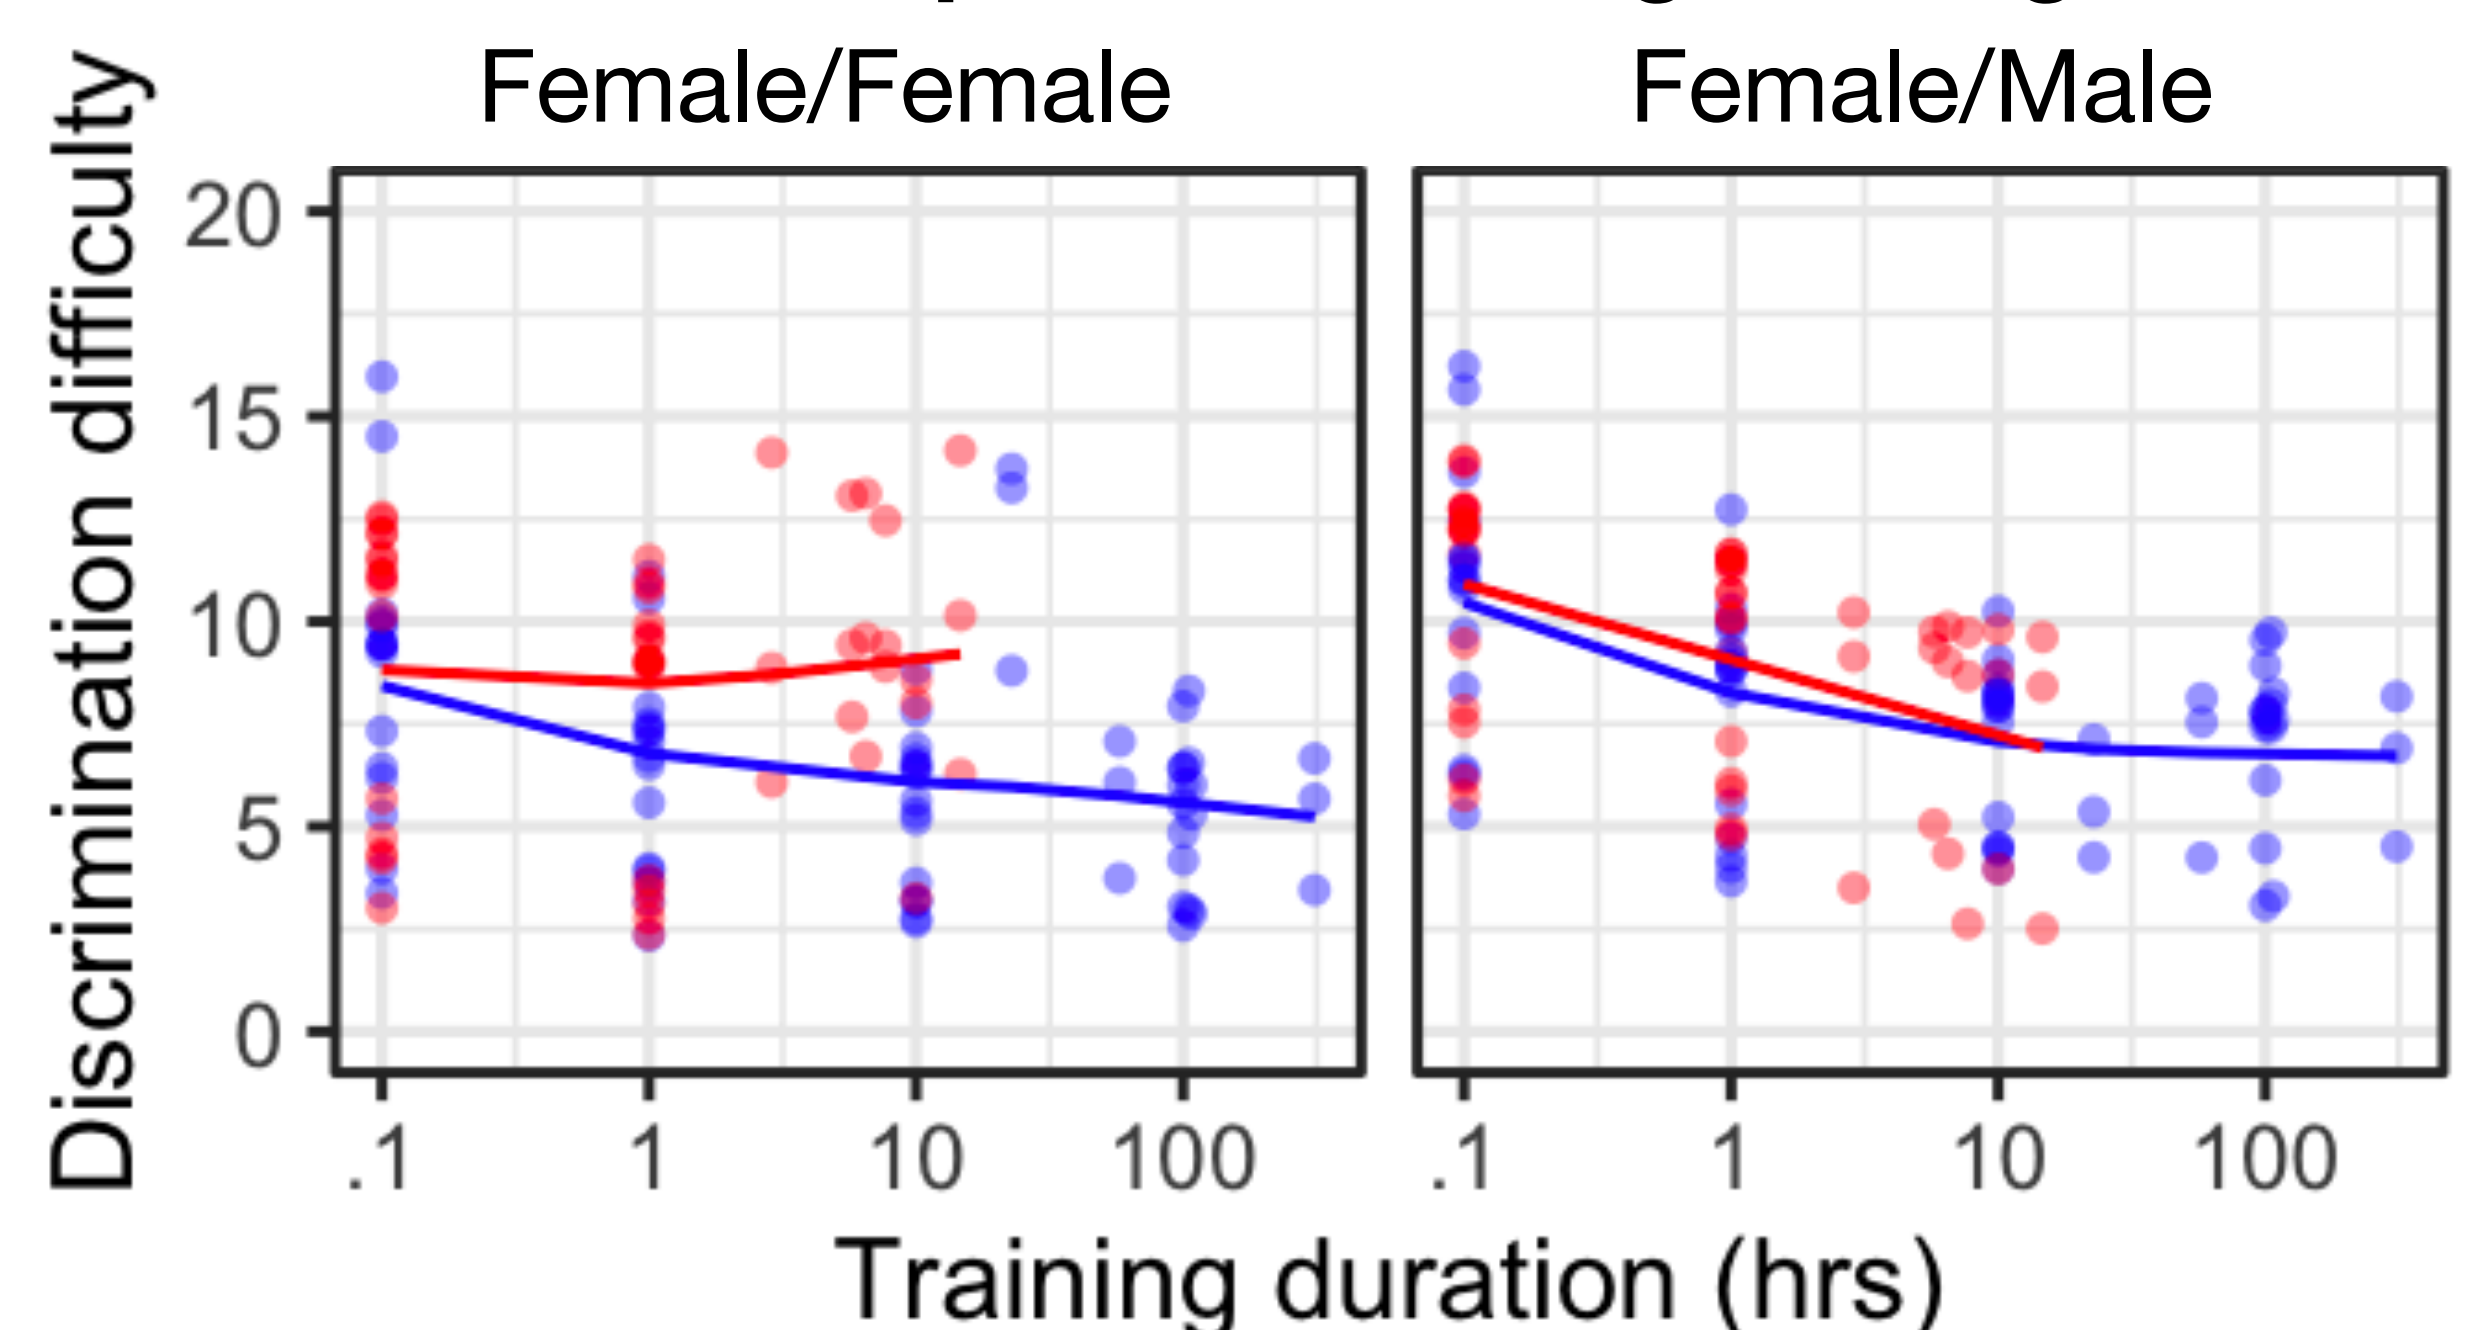 Female/Female
Female/Male
Discrimination difficulty
20
15
10
5
0
.1 1 10 100
.1 1 10 100
Training duration (hrs)